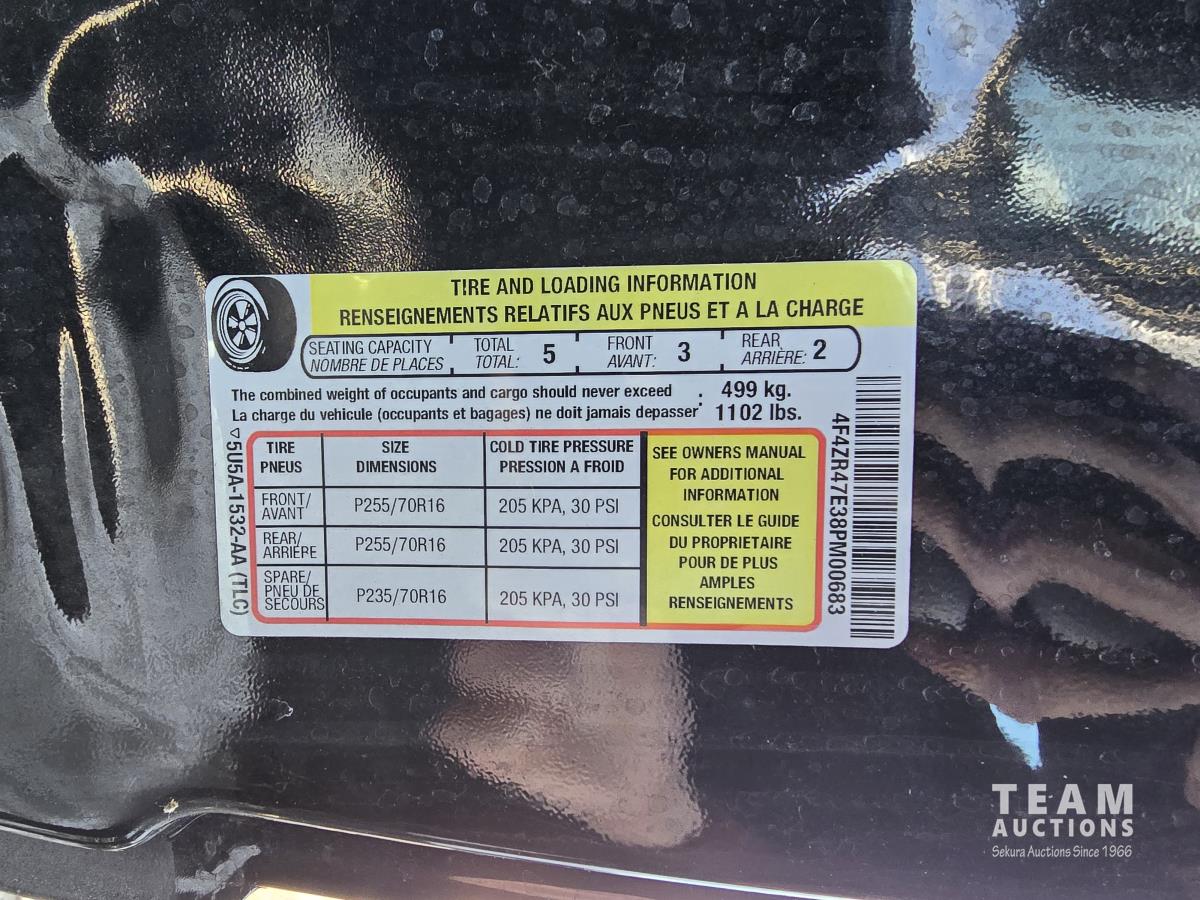 TIRE AND LOADING INFORMATION
RENSEIGNEMENTS RELATIFS AUX PNEUS ET A LA CHARGE
SEATING CAPACITY TOTAL 5 FRONT 3 REAR 2
NOMBRE DE PLACES TOTAL: AVANT: ARRIÈRE:
The combined weight of occupants and cargo should never exceed : 499 kg.
La charge du vehicule (occupants et bagages) ne doit jamais depasser 1102 lbs.
TIRE SIZE COLD TIRE PRESSURE
PNEUS DIMENSIONS PRESSION A FROID
FRONT/
AVANT P255/70R16 205 KPA, 30 PSI
REAR/
ARRIÈRE P255/70R16 205 KPA, 30 PSI
SPARE/
PNEU DE
SECOURS P235/70R16 205 KPA, 30 PSI
SEE OWNERS MANUAL
FOR ADDITIONAL
INFORMATION
CONSULTER LE GUIDE
DU PROPRIETAIRE
POUR DE PLUS
AMPLES
RENSEIGNEMENTS
5U5A-1532-AA (TLC)
4F4ZR47E38PM00683
TEAM
AUCTIONS
Sekura Auctions Since 1966